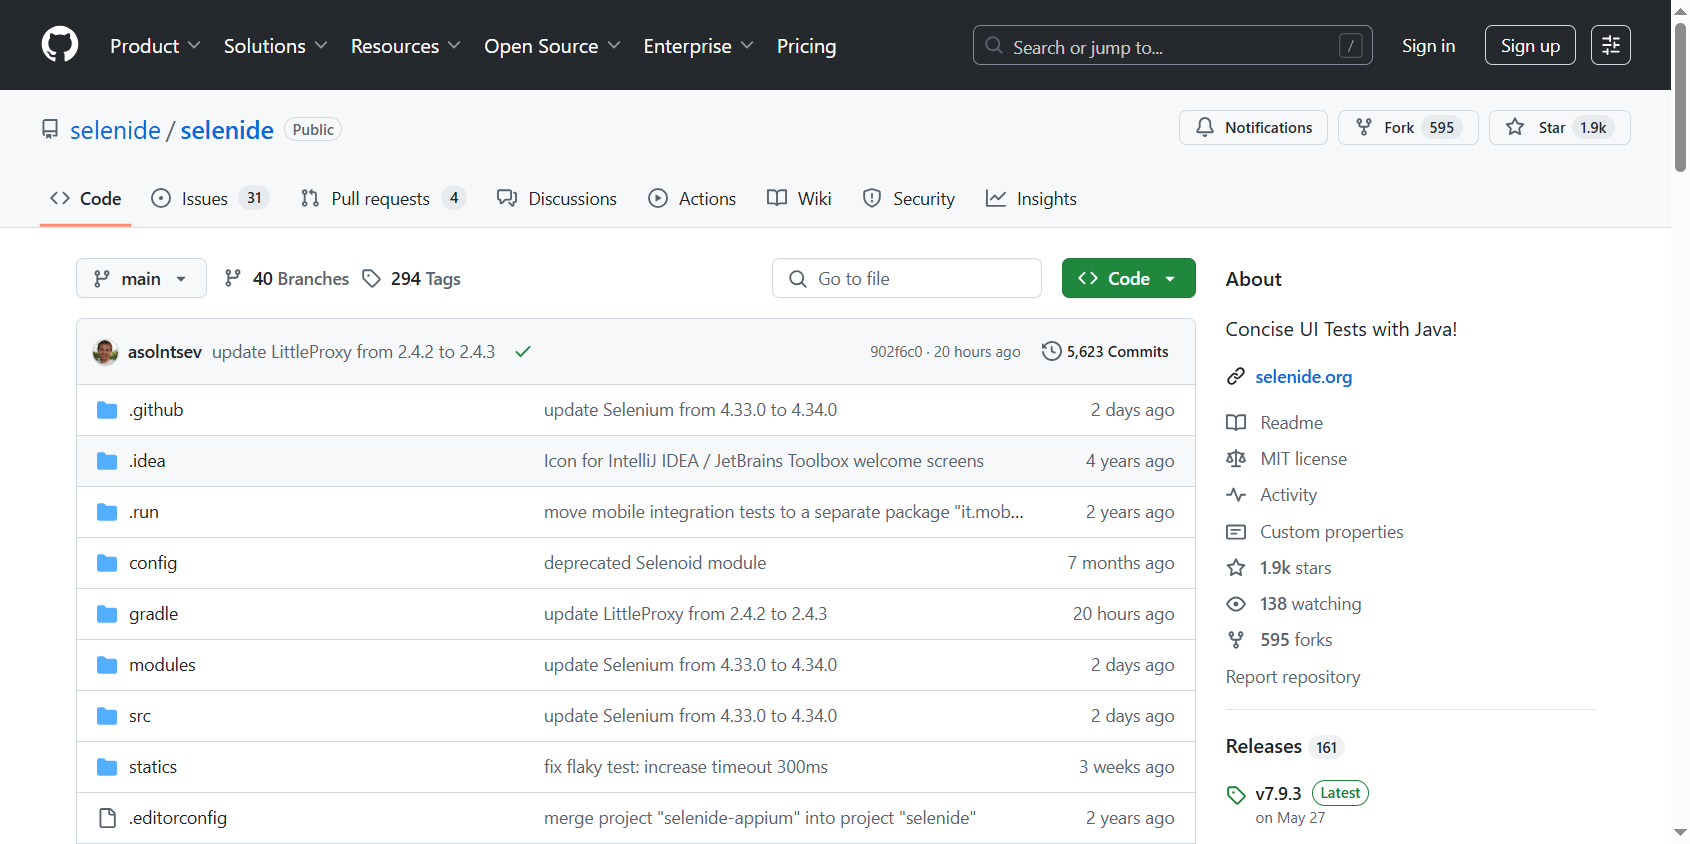 Product Solutions Resources Open Source Enterprise Pricing Search or jump to... / Sign in Sign up
selenide / selenide Public Notifications Fork 595 Star 1.9k
Code Issues 31 Pull requests 4 Discussions Actions Wiki Security Insights
main 40 Branches 294 Tags Go to file Code
asolntsev update LittleProxy from 2.4.2 to 2.4.3 902f6c0 · 20 hours ago 5,623 Commits
.github update Selenium from 4.33.0 to 4.34.0 2 days ago
.idea Icon for IntelliJ IDEA / JetBrains Toolbox welcome screens 4 years ago
.run move mobile integration tests to a separate package "it.mob... 2 years ago
config deprecated Selenoid module 7 months ago
gradle update LittleProxy from 2.4.2 to 2.4.3 20 hours ago
modules update Selenium from 4.33.0 to 4.34.0 2 days ago
src update Selenium from 4.33.0 to 4.34.0 2 days ago
statics fix flaky test: increase timeout 300ms 3 weeks ago
.editorconfig merge project "selenide-appium" into project "selenide" 2 years ago
About
Concise UI Tests with Java!
selenide.org
Readme
MIT license
Activity
Custom properties
1.9k stars
138 watching
595 forks
Report repository
Releases 161
v7.9.3 Latest
on May 27